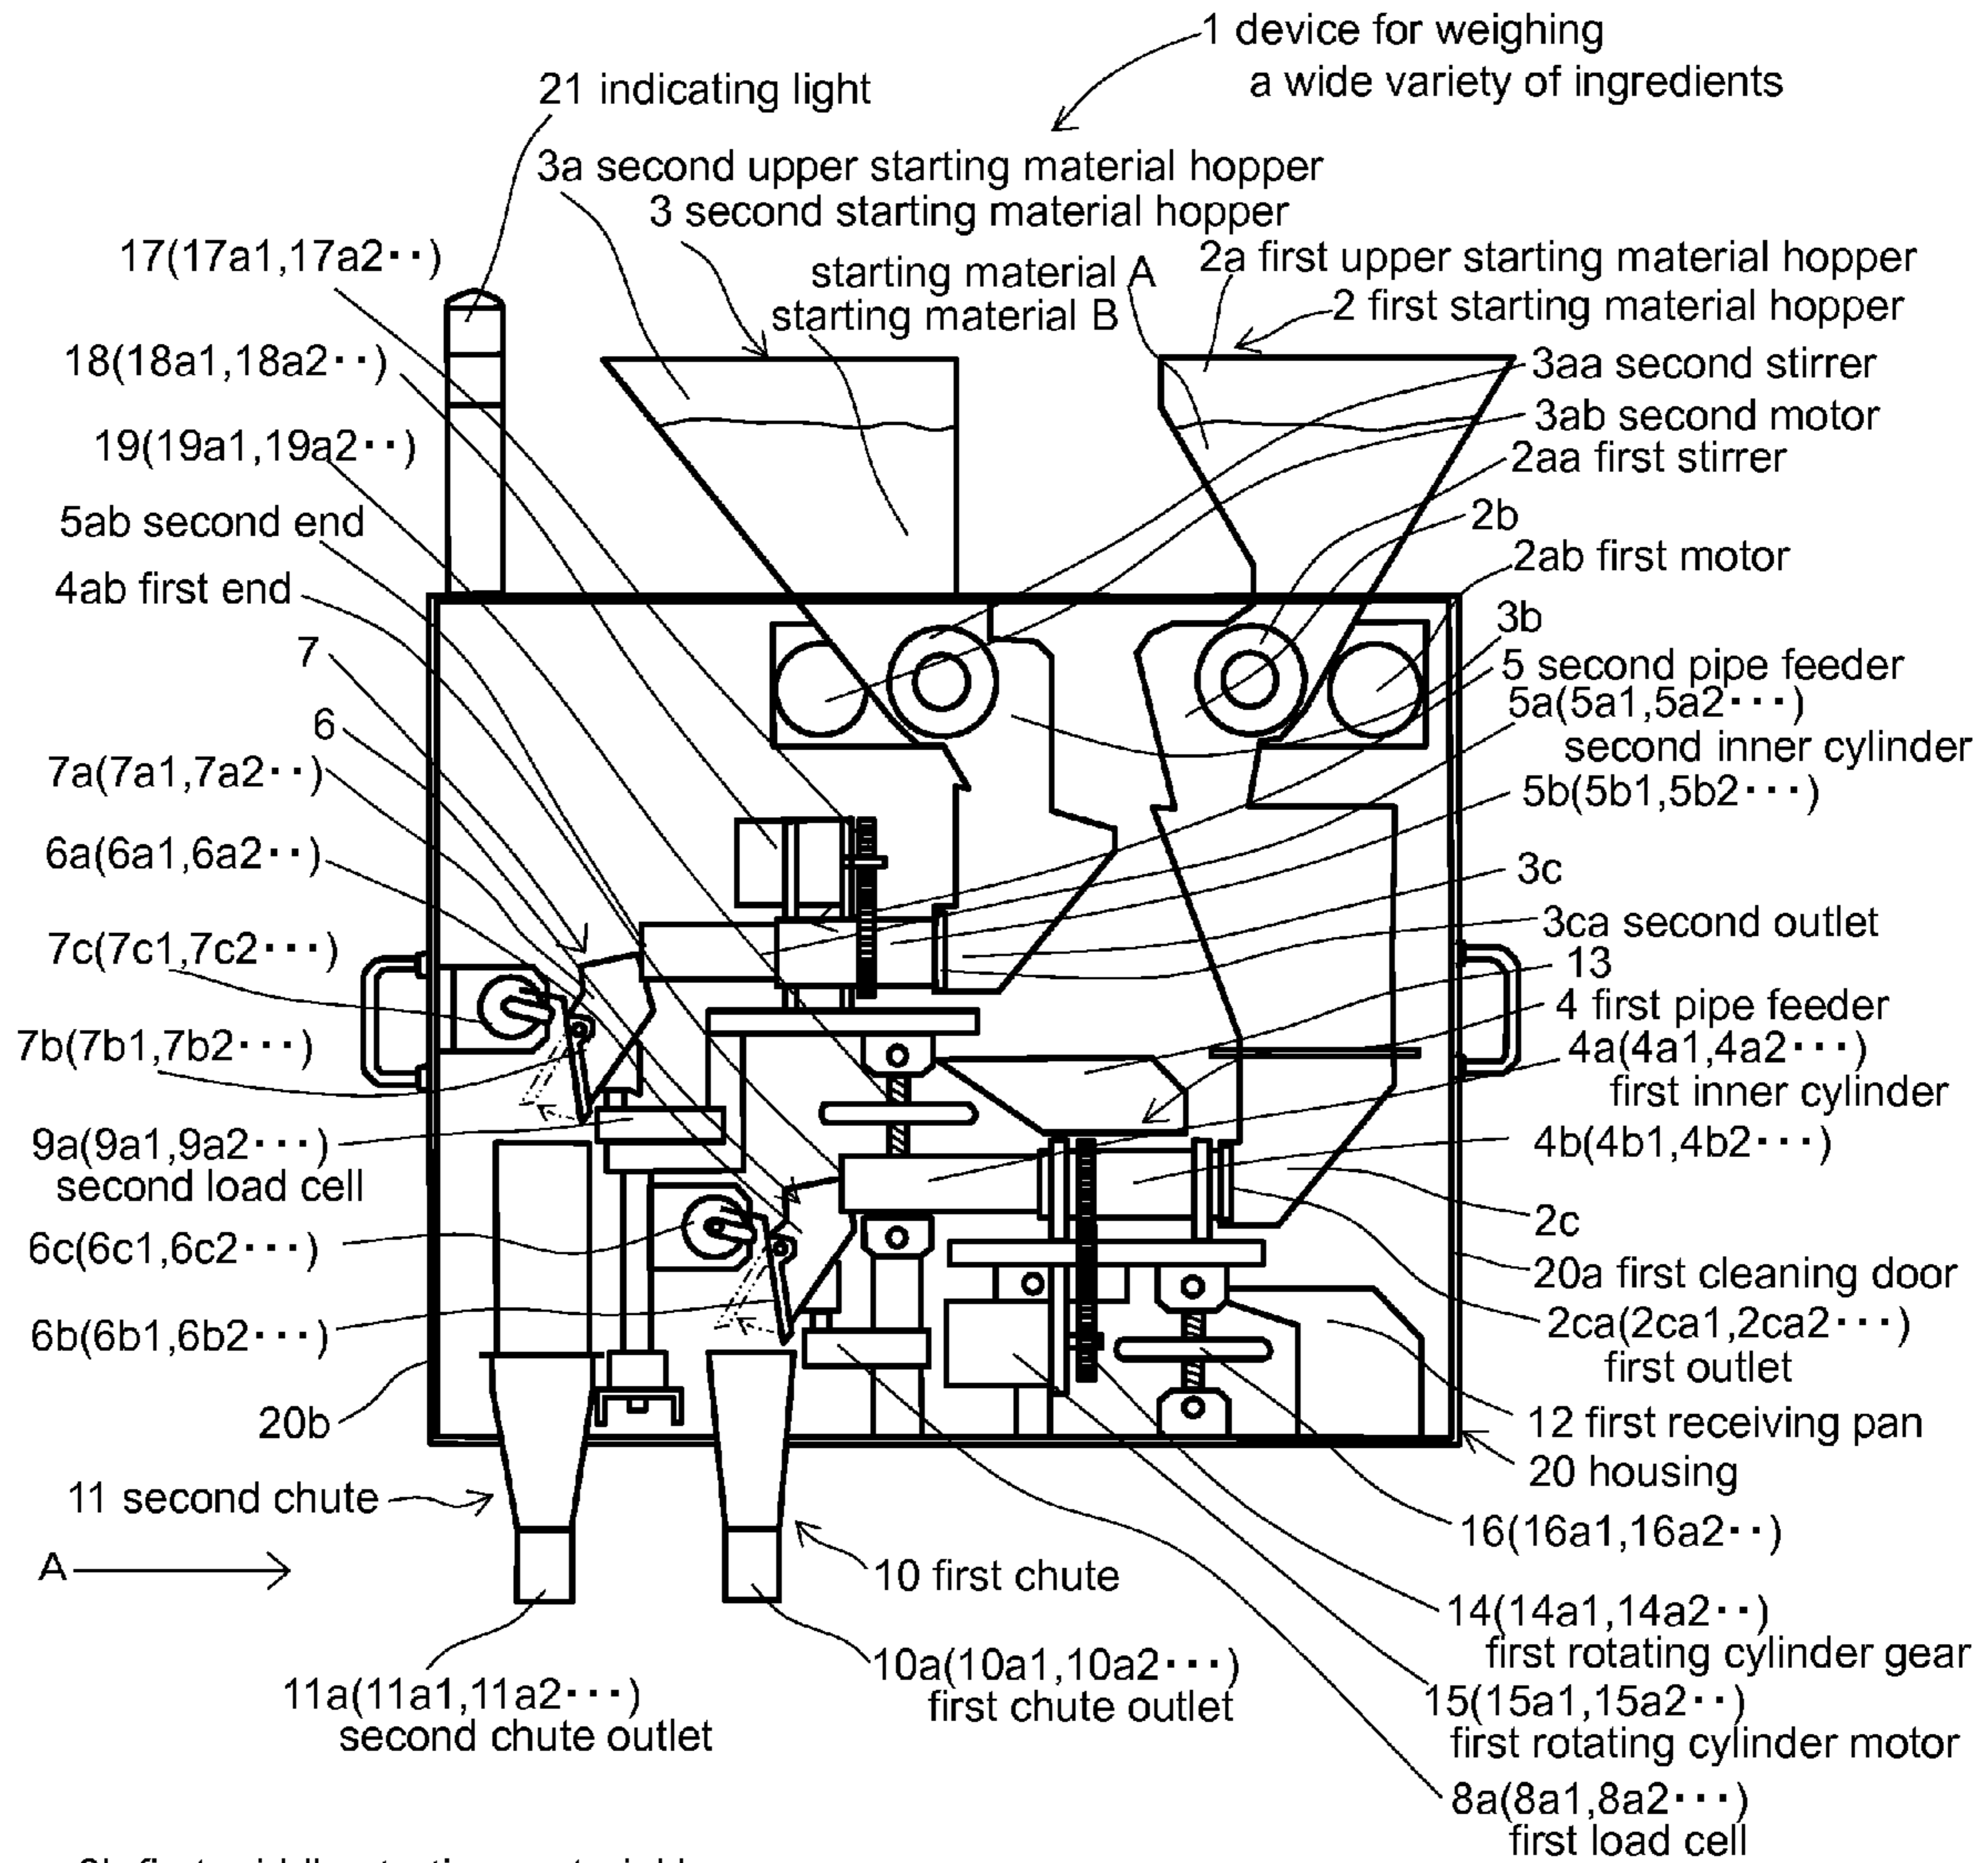 1 device for weighing
a wide variety of ingredients
21 indicating light
3a second upper starting material hopper
3 second starting material hopper
17(17a1,17a2··)
starting material A
2a first upper starting material hopper
starting material B
2 first starting material hopper
18(18a1,18a2··)
3aa second stirrer
3ab second motor
19(19a1,19a2··)
2aa first stirrer
5ab second end
2b
2ab first motor
4ab first end
3b
7
5 second pipe feeder
5a(5a1,5a2···)
second inner cylinder
6
7a(7a1,7a2··)
5b(5b1,5b2···)
6a(6a1,6a2··)
3c
3ca second outlet
7c(7c1,7c2···)
13
4 first pipe feeder
7b(7b1,7b2···)
4a(4a1,4a2···)
first inner cylinder
9a(9a1,9a2···)
second load cell
4b(4b1,4b2···)
2c
6c(6c1,6c2···)
20a first cleaning door
6b(6b1,6b2···)
2ca(2ca1,2ca2···)
first outlet
20b
12 first receiving pan
20 housing
11 second chute
16(16a1,16a2··)
A
10 first chute
14(14a1,14a2··)
first rotating cylinder gear
10a(10a1,10a2···)
first chute outlet
11a(11a1,11a2···)
second chute outlet
15(15a1,15a2··)
first rotating cylinder motor
8a(8a1,8a2···)
first load cell